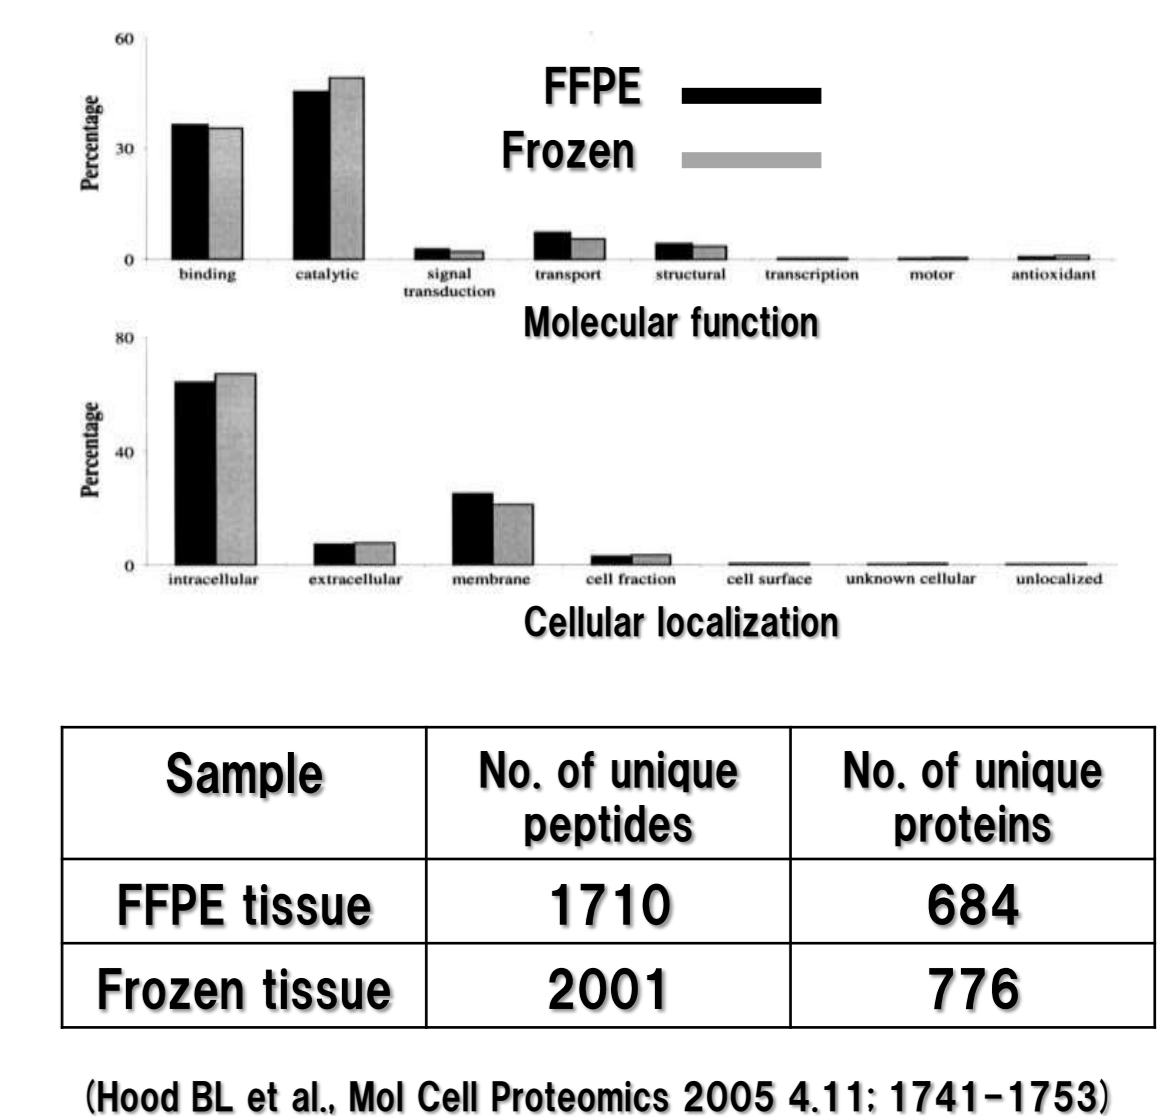 60
FFPE
Percentage
30
Frozen
0
binding catalytic signal transduction transport structural transcription motor antioxidant
Molecular function
80
Percentage
40
0
intracellular extracellular membrane cell fraction cell surface unknown cellular unlocalized
Cellular localization
Sample No. of unique peptides No. of unique proteins
FFPE tissue 1710 684
Frozen tissue 2001 776
(Hood BL et al., Mol Cell Proteomics 2005 4.11: 1741-1753)